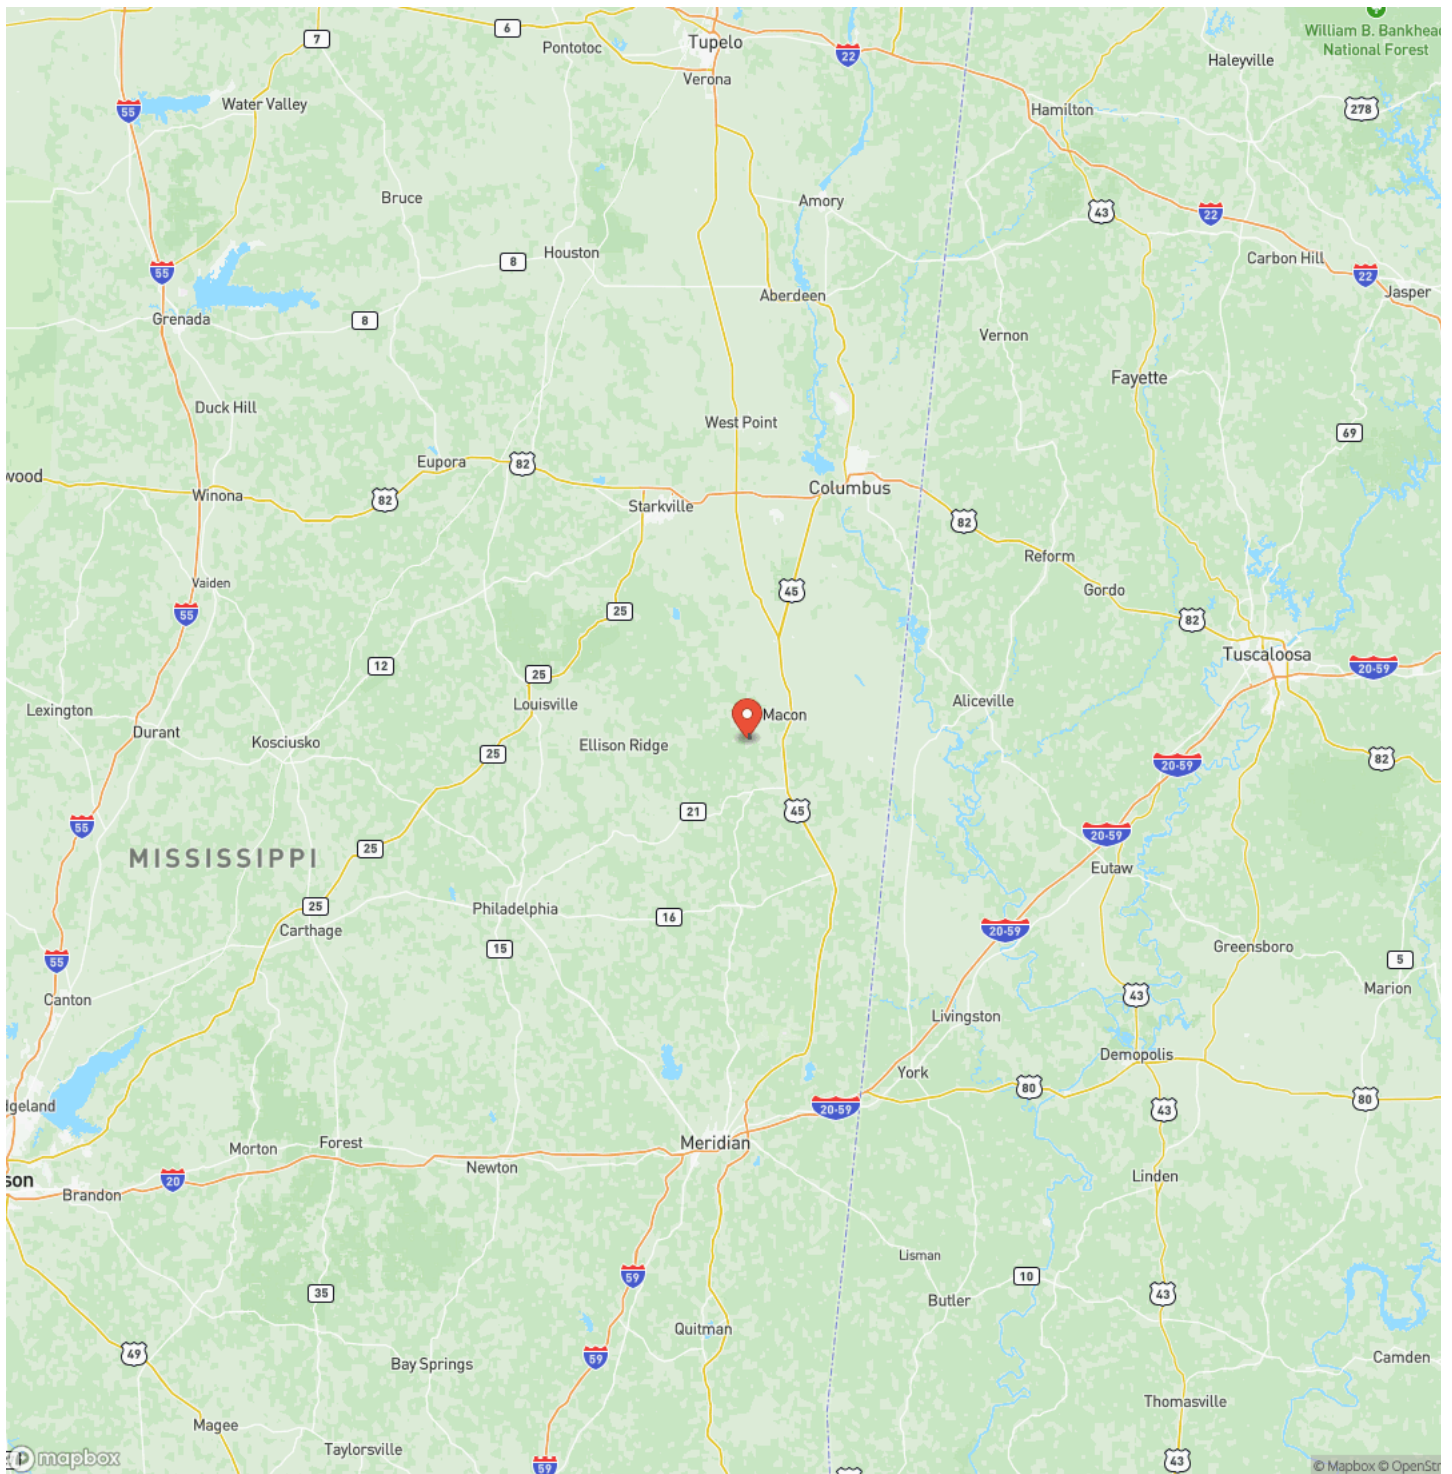 6
7
Pontotoc
Tupelo
22
William B. Bankhead
National Forest
Haleyville
Verona
55
Water Valley
Hamilton
278
Bruce
Amory
43
22
Houston
8
55
Carbon Hill
22
Jasper
Aberdeen
Grenada
8
Vernon
Fayette
Duck Hill
West Point
69
Eupora
82
wood
Winona
82
Columbus
Starkville
82
Reform
Vaiden
45
Gordo
55
25
82
Tuscaloosa
12
20-59
25
Louisville
Aliceville
Lexington
Macon
Durant
Kosciusko
Ellison Ridge
25
82
20-59
21
45
55
20-59
25
MISSISSIPPI
Eutaw
25
Philadelphia
16
Carthage
20-59
15
Greensboro
55
5
Canton
43
Marion
Livingston
Demopolis
York
80
dgeland
20-59
43
80
Morton
Forest
Meridian
Newton
son
20
Brandon
Linden
Lisman
59
10
35
Butler
43
Quitman
49
59
Bay Springs
Camden
Thomasville
Magee
Taylorsville
mapbox
59
43
© Mapbox © OpenStr